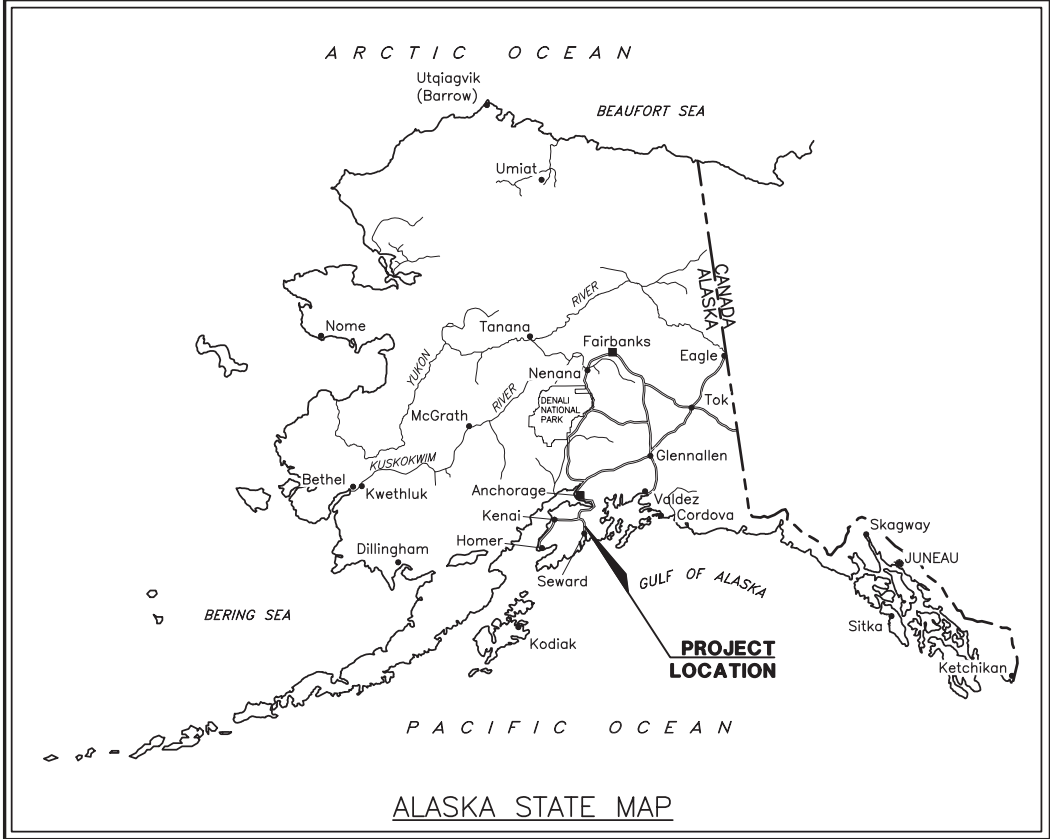 ARCTIC OCEAN
Utqiagvik
(Barrow)
BEAUFORT SEA
Umiat
CANADA
ALASKA
RIVER
Nome
Tanana
Fairbanks
Eagle
YUKON
Nenana
RIVER
DENALI
NATIONAL
PARK
Tok
McGrath
KUSKOKWIM
Glennallen
Bethel
Kwethluk
Anchorage
Valdez
Kenai
Cordova
Skagway
Homer
Dillingham
JUNEAU
Seward
GULF OF ALASKA
BERING SEA
Sitka
Kodiak
PROJECT
LOCATION
Ketchikan
PACIFIC OCEAN
ALASKA STATE MAP